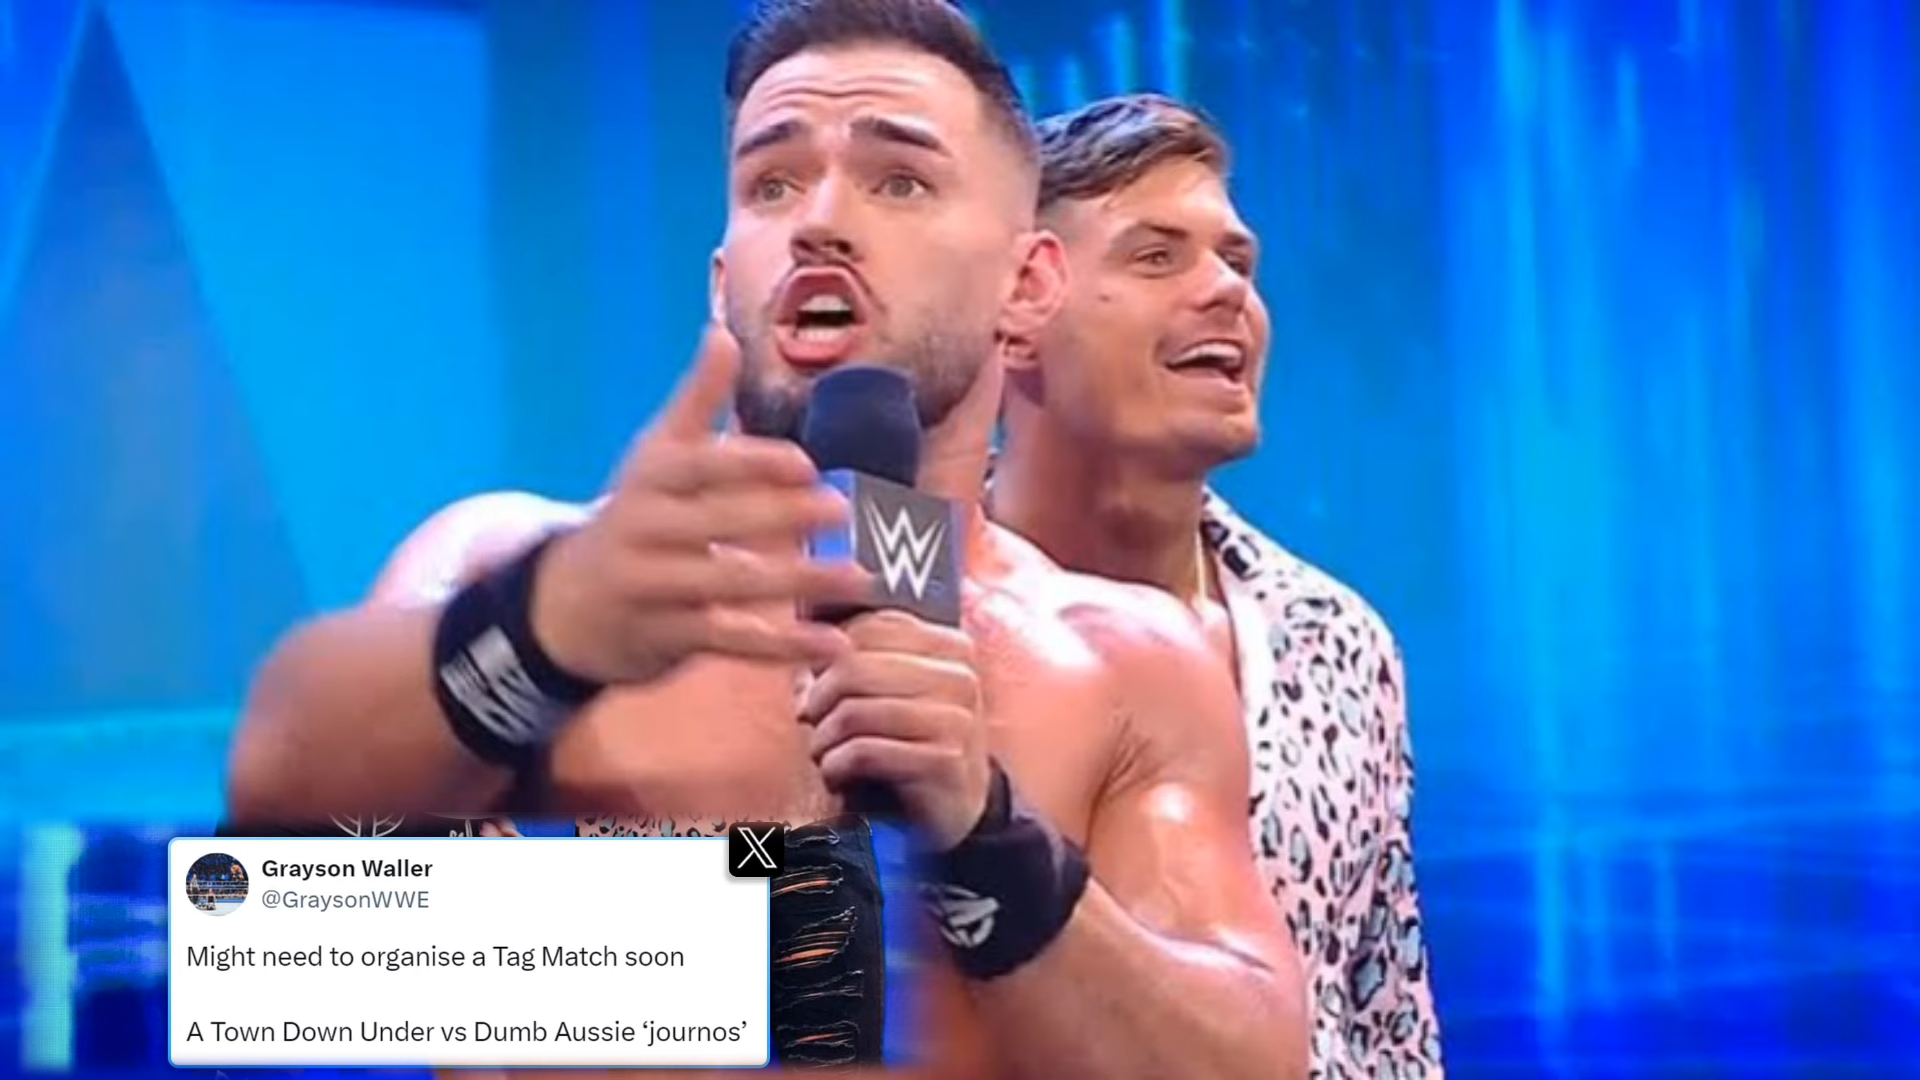 W
Grayson Waller
@GraysonWWE
X
Might need to organise a Tag Match soon
A Town Down Under vs Dumb Aussie ‘journos’